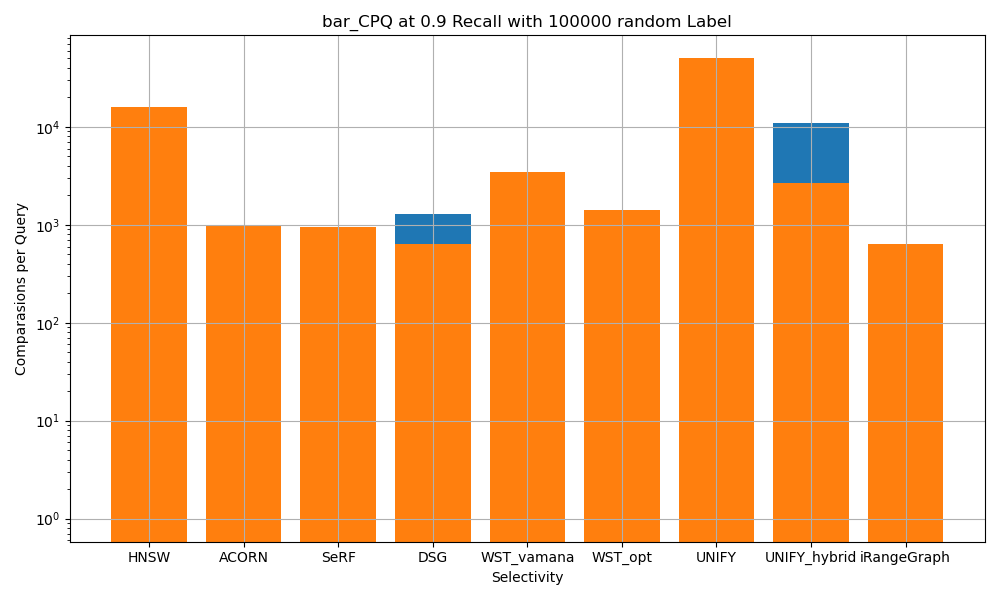 bar_CPQ at 0.9 Recall with 100000 random Label
Comparasions per Query
10^4
10^3
10^2
10^1
10^0
HNSW
ACORN
SeRF
DSG
WST_vamana
WST_opt
UNIFY
UNIFY_hybrid
iRangeGraph
Selectivity